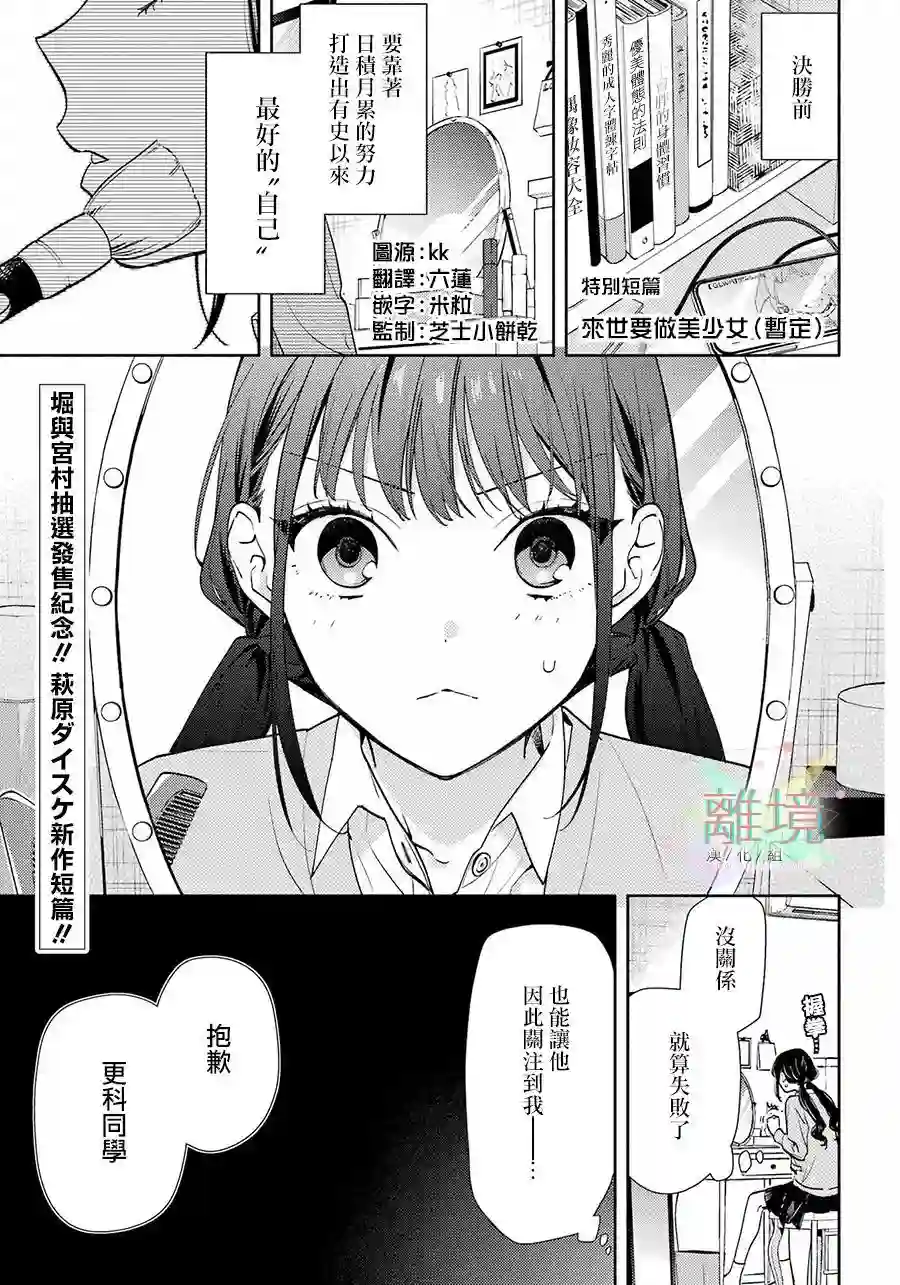 決勝前
優美體態的法則
秀麗的成人字體練字帖
偶像妝容大全
特別短篇
來世要做美少女(暫定)
要靠著
日積月累的努力
打造出有史以來
最好的"自己"
圖源:kk
翻譯:六蓮
嵌字:米粒
監制:芝士小餅乾
堀與宮村抽選發售紀念!! 萩原ダイスケ新作短篇!!
離境
漢/化/組
沒關係
就算失敗了
握拳…
也能讓他
因此關注到我——…
抱歉
更科同學